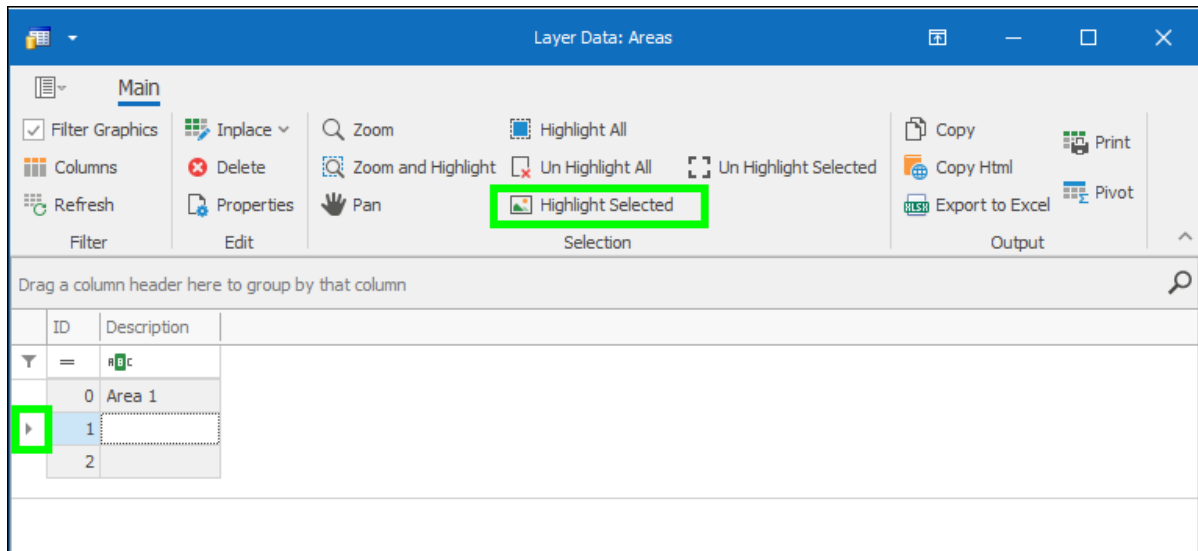 Layer Data: Areas
Main
Filter Graphics
Columns
Refresh
Filter
Inplace
Delete
Properties
Edit
Zoom
Zoom and Highlight
Pan
Highlight All
Un Highlight All
Highlight Selected
Un Highlight Selected
Selection
Copy
Copy Html
XLSX Export to Excel
Print
Pivot
Output
Drag a column header here to group by that column
ID Description
= ABC
0 Area 1
1
2